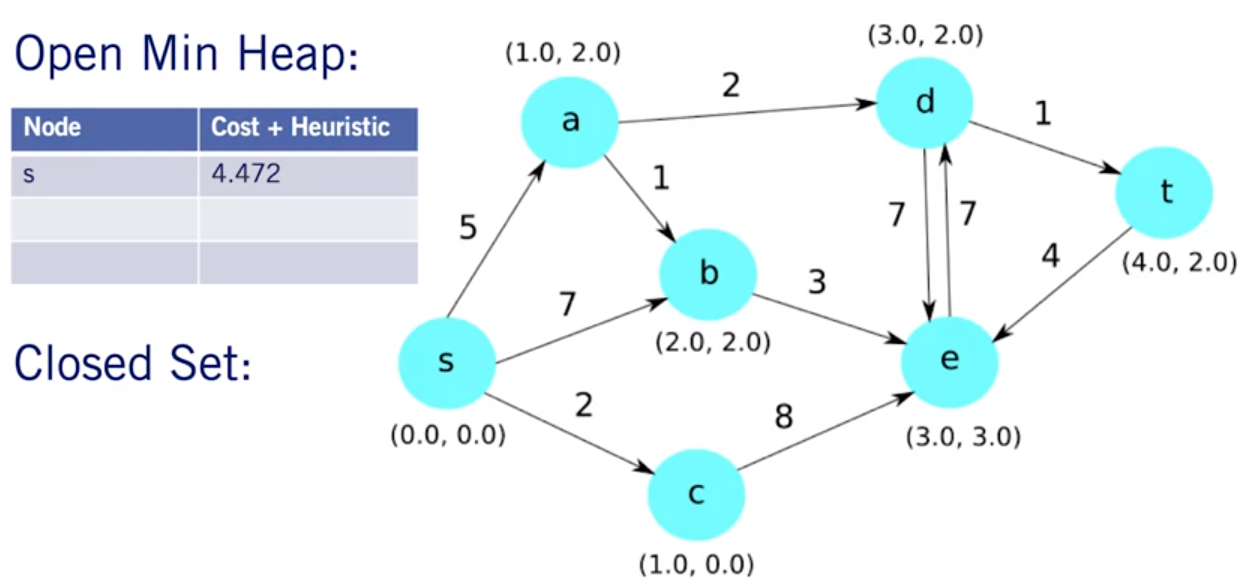 Open Min Heap:
Node Cost + Heuristic
s 4.472
Closed Set:
(1.0, 2.0)
a
(3.0, 2.0)
d
2
1
t
(4.0, 2.0)
5
1
7
7
4
b
(2.0, 2.0)
7
3
s
(0.0, 0.0)
e
(3.0, 3.0)
2
8
c
(1.0, 0.0)